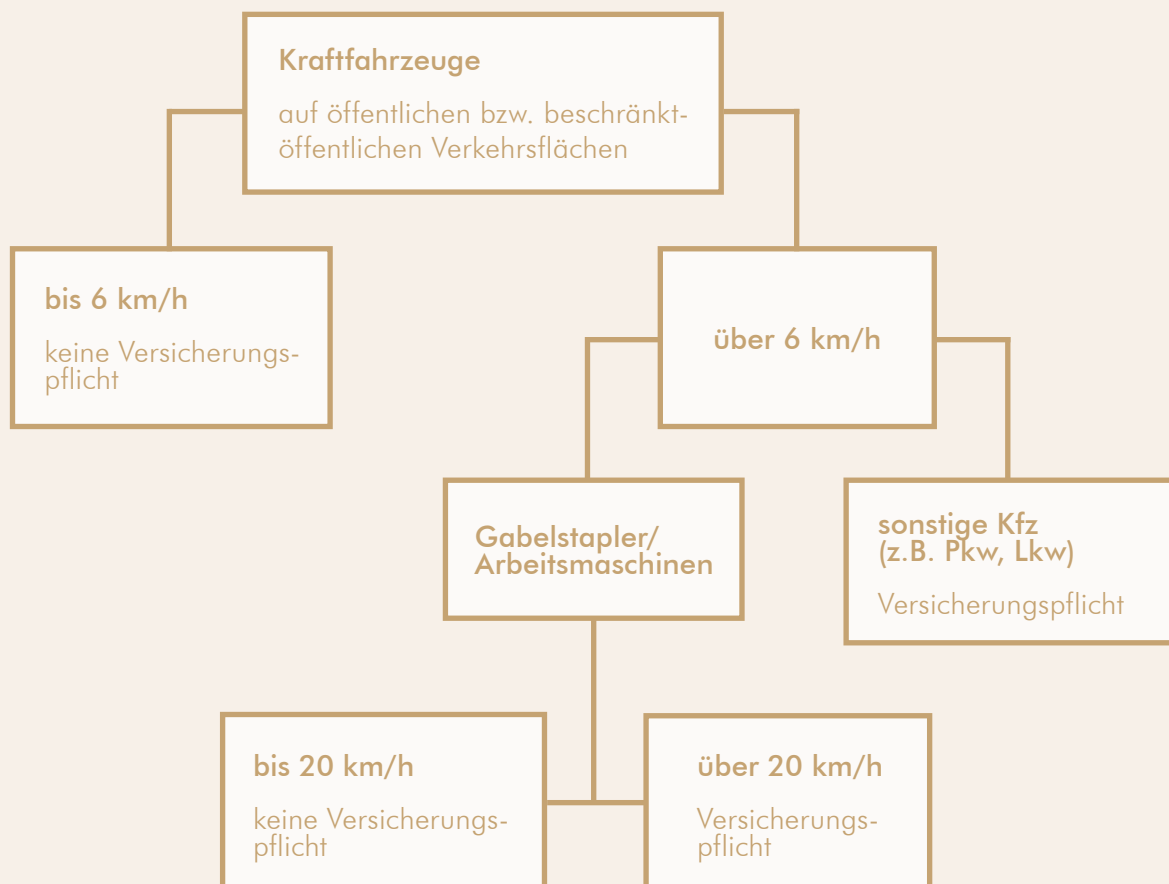 Kraftfahrzeuge
auf öffentlichen bzw. beschränkt-
öffentlichen Verkehrsflächen
bis 6 km/h
keine Versicherungs-
pflicht
über 6 km/h
Gabelstapler/
Arbeitsmaschinen
sonstige Kfz
(z.B. Pkw, Lkw)
Versicherungspflicht
bis 20 km/h
keine Versicherungs-
pflicht
über 20 km/h
Versicherungs-
pflicht